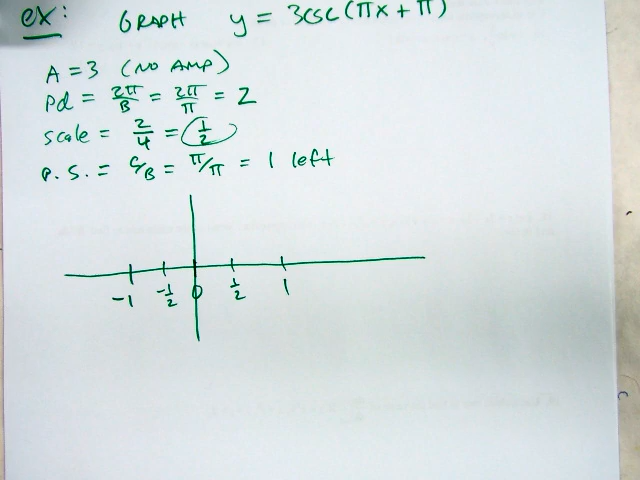 ex: GRAPH y = 3csc(πx + π)
A = 3 (NO AMP)
Pd = 2π/B = 2π/π = 2
scale = 2/4 = 1/2
P.S. = C/B = π/π = 1 left
-1 -1/2 0 1/2 1